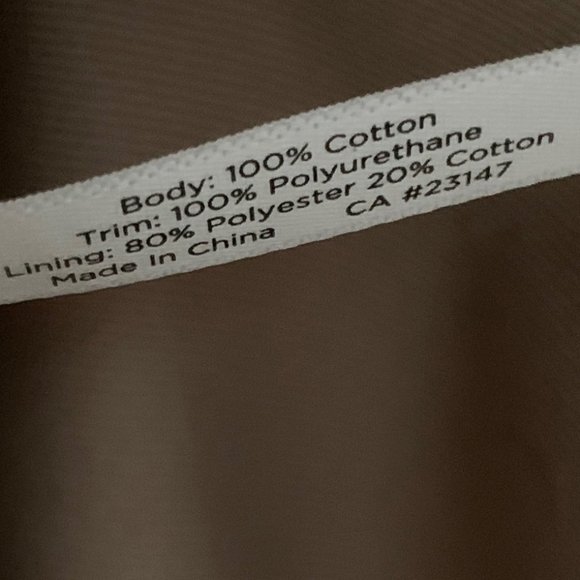 Body: 100% Cotton
Trim: 100% Polyurethane
Lining: 80% Polyester 20% Cotton
Made In China CA #23147